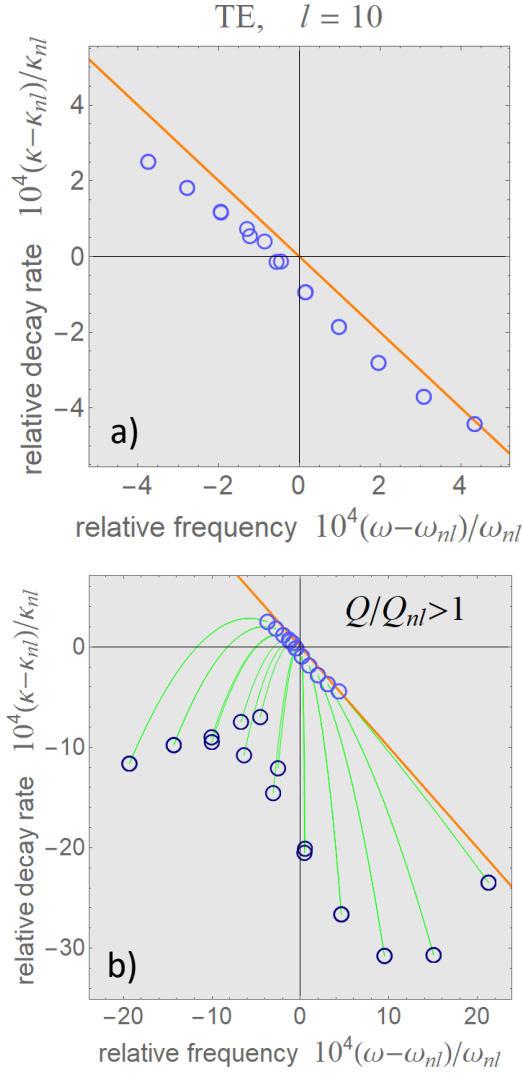 TE, l = 10
relative decay rate 10⁴(κ−κₙₗ)/κₙₗ
4
2
0
−2
−4
a)
−4 −2 0 2 4
relative frequency 10⁴(ω−ωₙₗ)/ωₙₗ
relative decay rate 10⁴(κ−κₙₗ)/κₙₗ
Q/Qₙₗ>1
0
−10
−20
−30
b)
−20 −10 0 10 20
relative frequency 10⁴(ω−ωₙₗ)/ωₙₗ